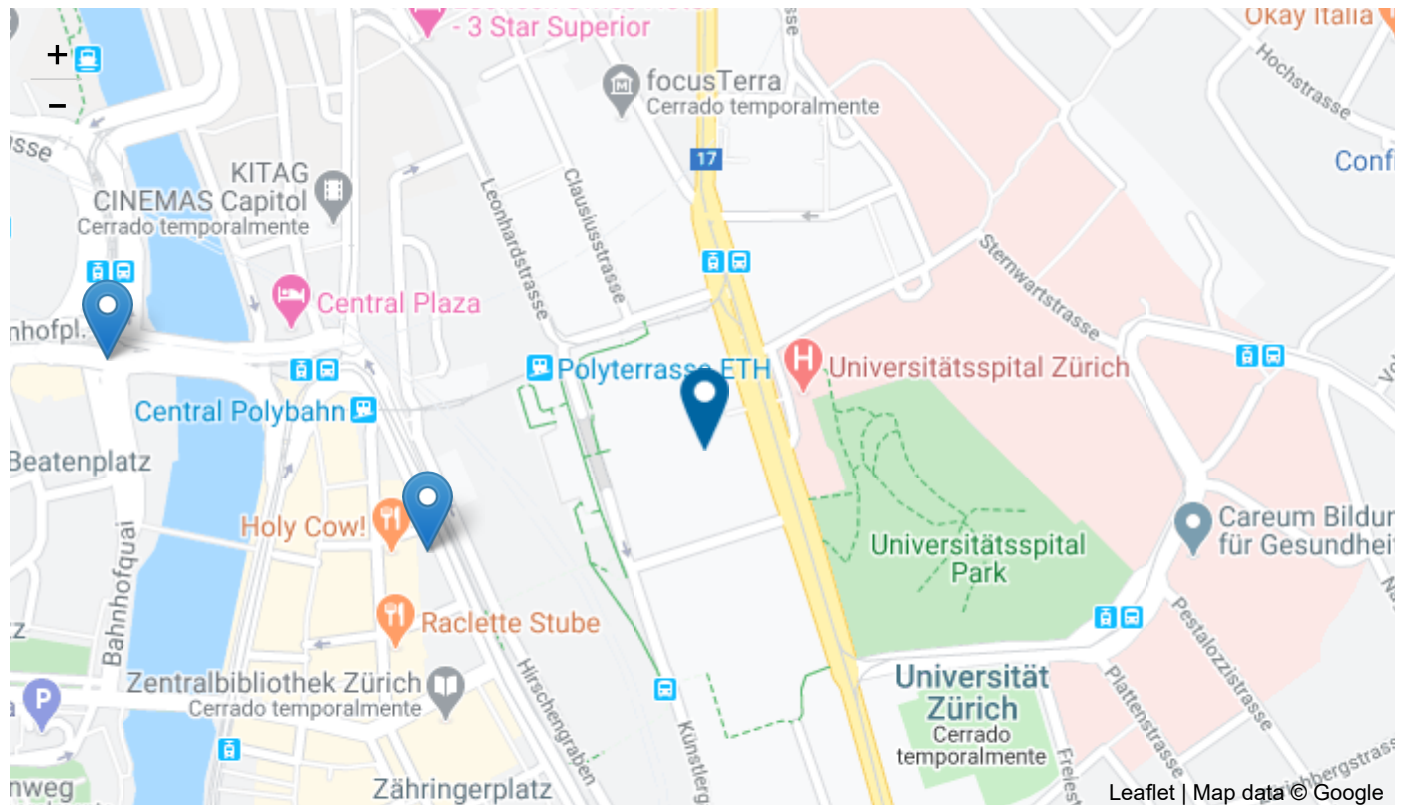 - 3 Star Superior
Okay Italia
+
-
focusTerra
Cerrado temporalmente
Hochstrasse
17
KITAG
CINEMAS Capitol
Cerrado temporalmente
Leonhardstrasse
Clausiusstrasse
Sternwartstrasse
Central Plaza
Polyterrasse ETH
H
Universitätsspital Zürich
Central Polybahn
Beatenplatz
Holy Cow!
Universitätsspital
Park
Careum Bildun
für Gesundheit
Bahnhofquai
Raclette Stube
Pestalozzistrasse
Hirschengraben
Plattenstrasse
Zentralbibliothek Zürich
Cerrado temporalmente
P
Universität
Zürich
Cerrado
temporalmente
Künstlerg
Freiest
Zähringerplatz
Leaflet | Map data © Google